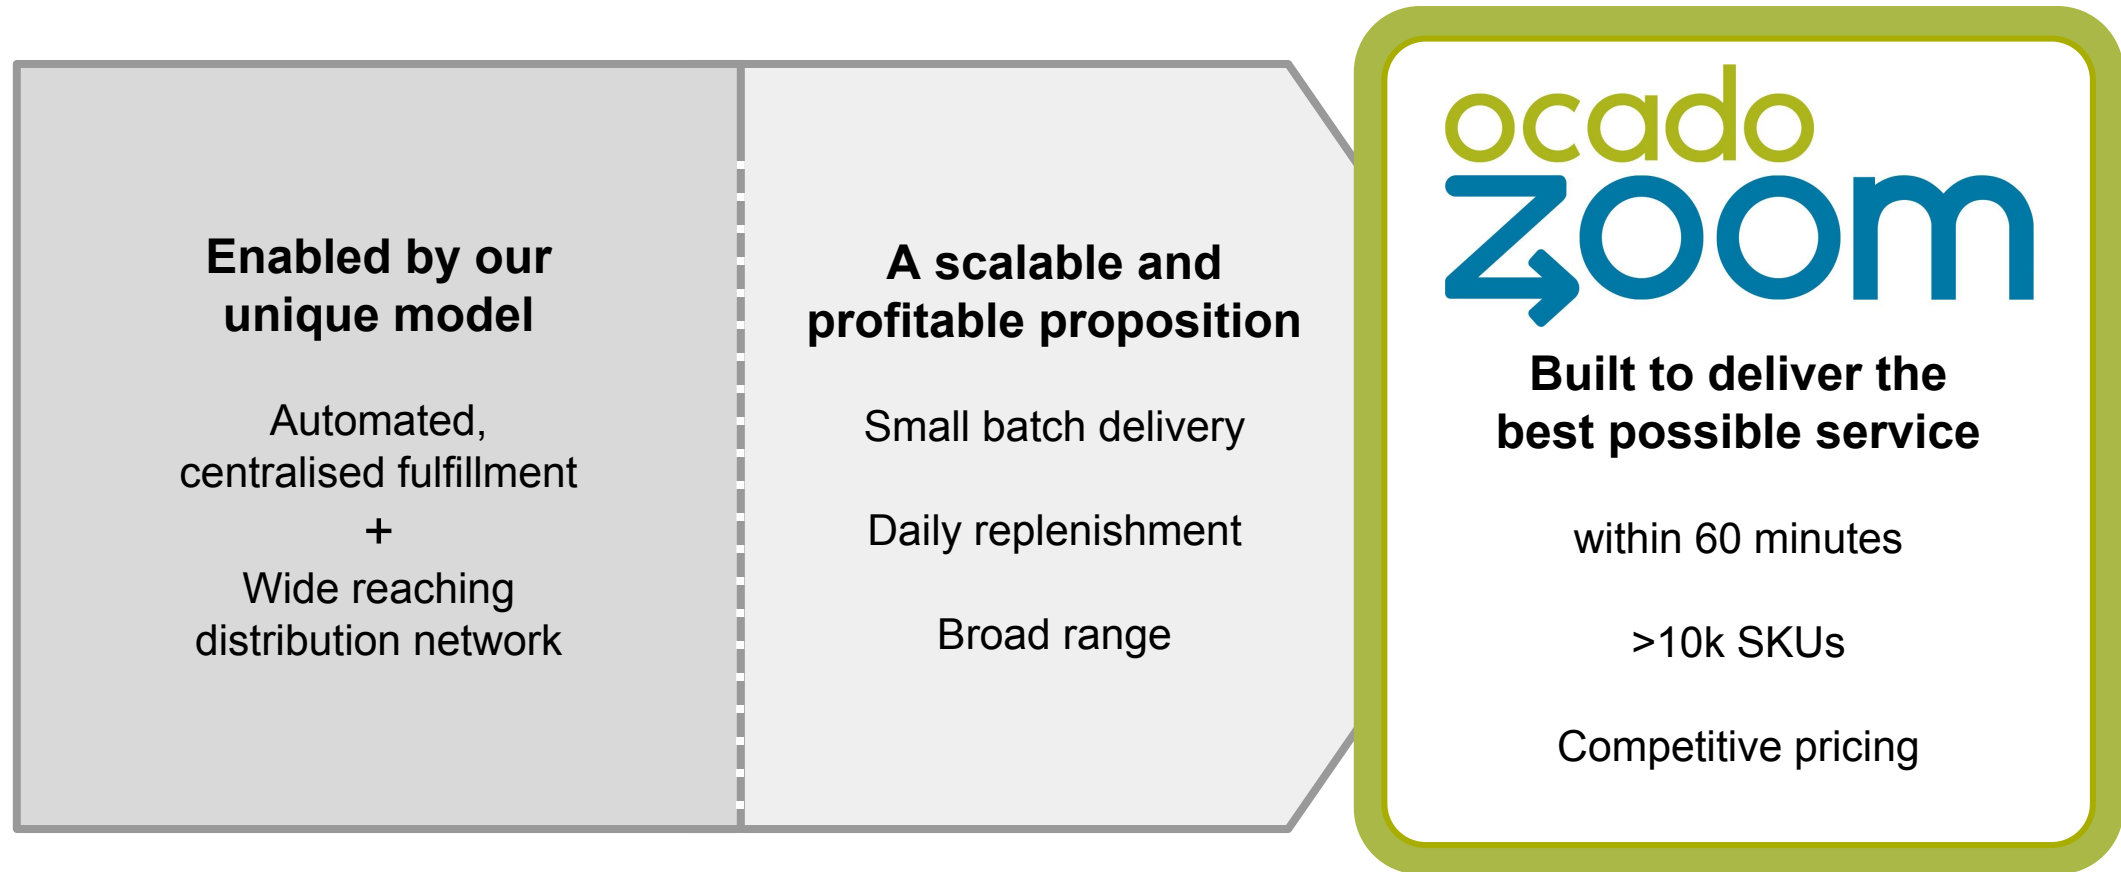 Enabled by our
unique model
Automated,
centralised fulfillment
+
Wide reaching
distribution network
A scalable and
profitable proposition
Small batch delivery
Daily replenishment
Broad range
ocado
zoom
Built to deliver the
best possible service
within 60 minutes
>10k SKUs
Competitive pricing